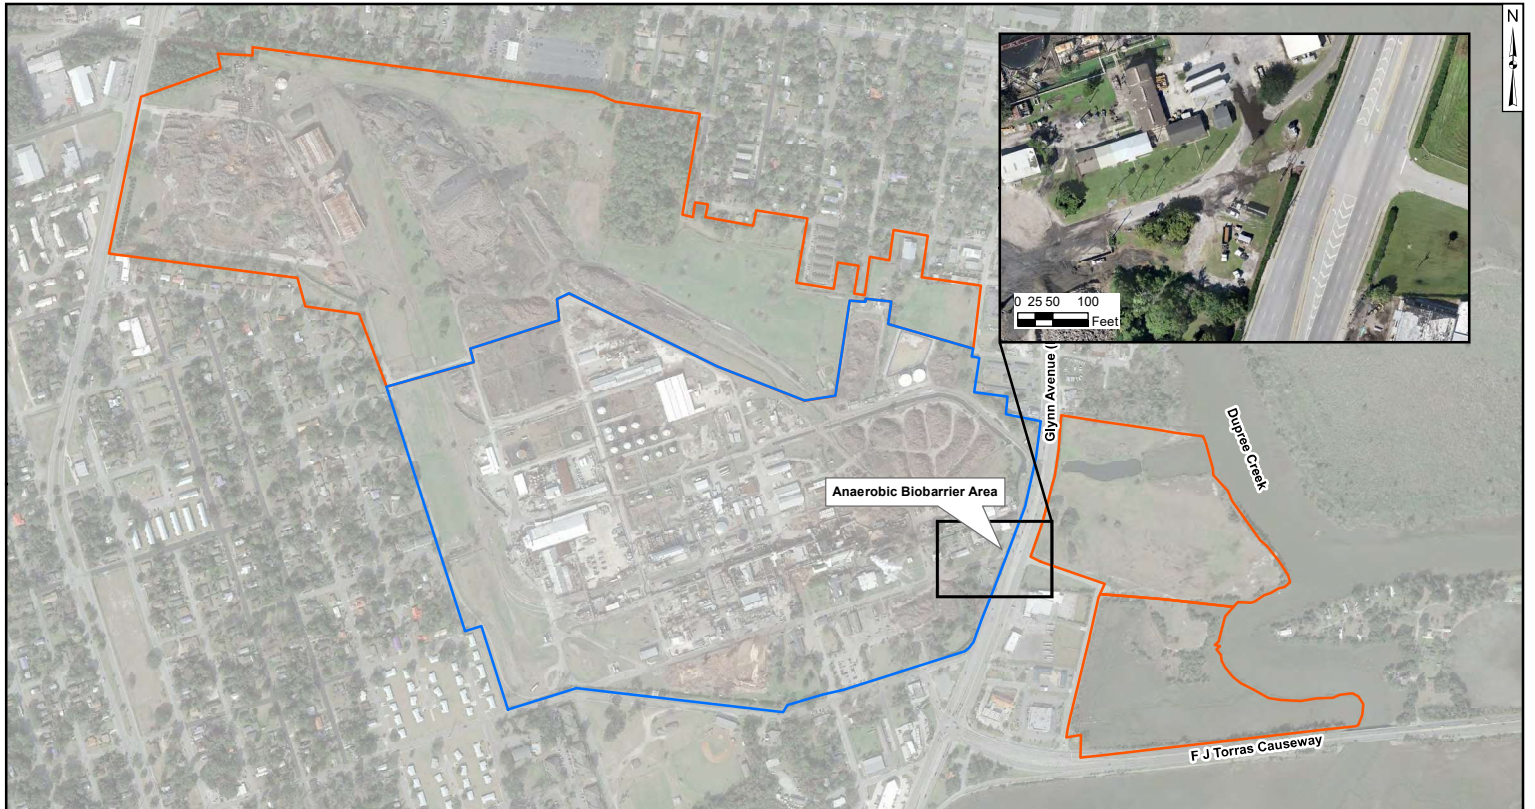 N
0 25 50 100
Feet
Glynn Avenue (
Dupree Creek
Anaerobic Biobarrier Area
F J Torras Causeway